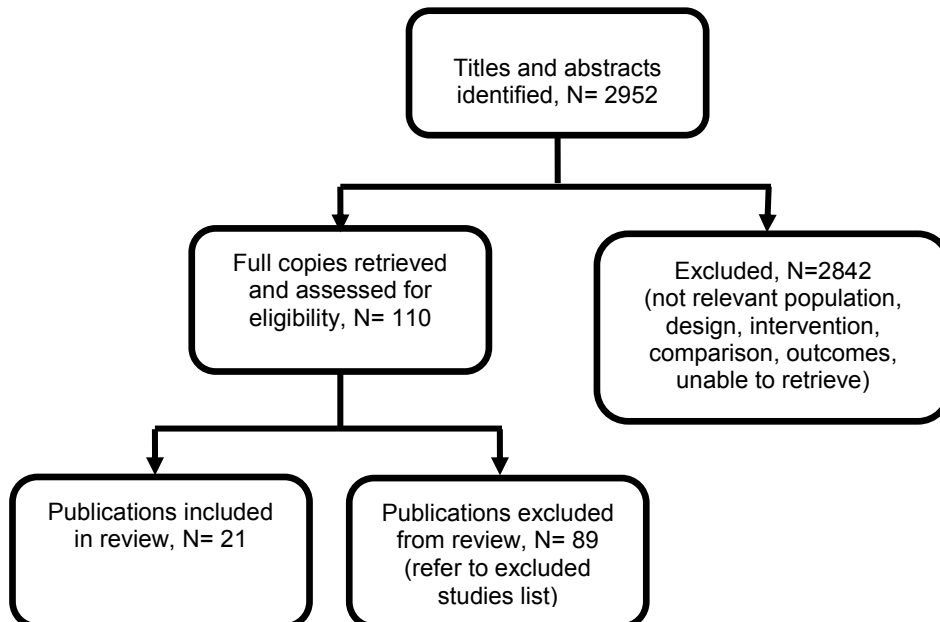 Titles and abstracts
identified, N= 2952
Full copies retrieved
and assessed for
eligibility, N= 110
Excluded, N=2842
(not relevant population,
design, intervention,
comparison, outcomes,
unable to retrieve)
Publications included
in review, N= 21
Publications excluded
from review, N= 89
(refer to excluded
studies list)